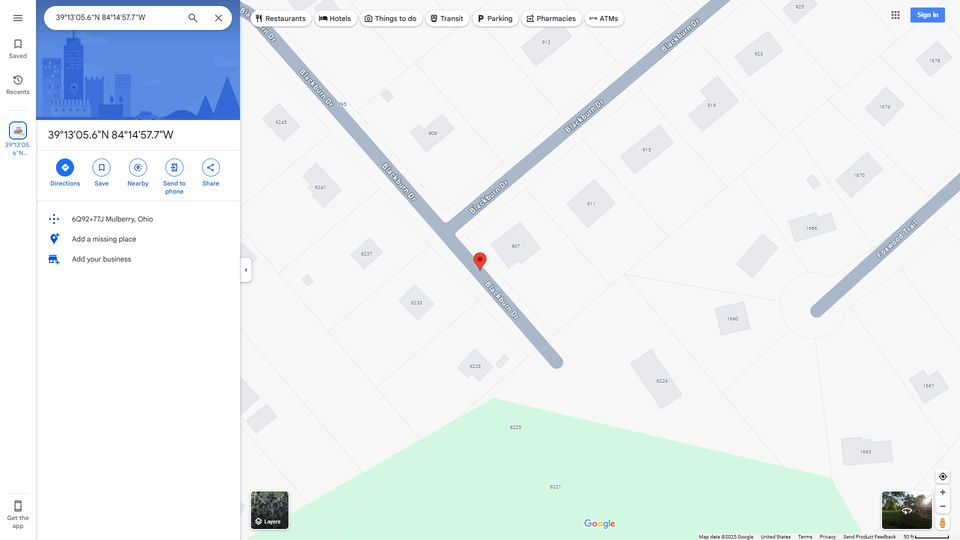 39°13'05.6"N 84°14'57.7"W
Restaurants
Hotels
Things to do
Transit
Parking
Pharmacies
ATMs
Sign in
Saved
Recents
39°13'05.
6"N...
39°13'05.6"N 84°14'57.7"W
Directions
Save
Nearby
Send to
phone
Share
6Q92+77J Mulberry, Ohio
Add a missing place
Add your business
Get the
app
Blackburn Dr
Blackburn Dr
Blackburn Dr
Blackburn Dr
Blackburn Dr
Blackburn Dr
Blackburn Dr
Foxwood Trail
925
912
923
1678
919
1674
6245
908
915
1670
6241
911
1666
907
6237
6233
1660
6229
6224
1667
6225
1663
6221
Layers
Google
Map data ©2025 Google
United States
Terms
Privacy
Send Product Feedback
50 ft